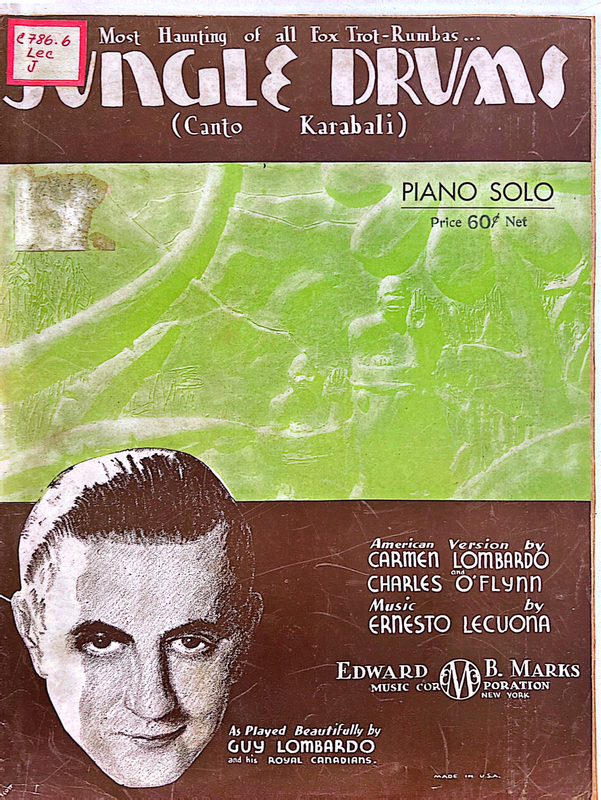 c786.6
Lec
J
Most Haunting of all Fox Trot-Rumbas...
JUNGLE DRUMS
(Canto Karabali)
PIANO SOLO
Price 60¢ Net
American Version by
CARMEN LOMBARDO
and
CHARLES O'FLYNN
Music by
ERNESTO LECUONA
EDWARD B. MARKS
MUSIC CORPORATION
NEW YORK
As Played Beautifully by
GUY LOMBARDO
and his ROYAL CANADIANS.
MADE IN U.S.A.